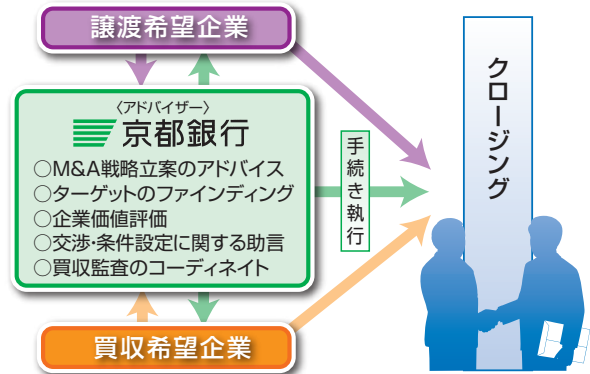 譲渡希望企業
〈アドバイザー〉
京都銀行
○M&A戦略立案のアドバイス
○ターゲットのファインディング
○企業価値評価
○交渉・条件設定に関する助言
○買収監査のコーディネイト
買収希望企業
手続き執行
クロージング